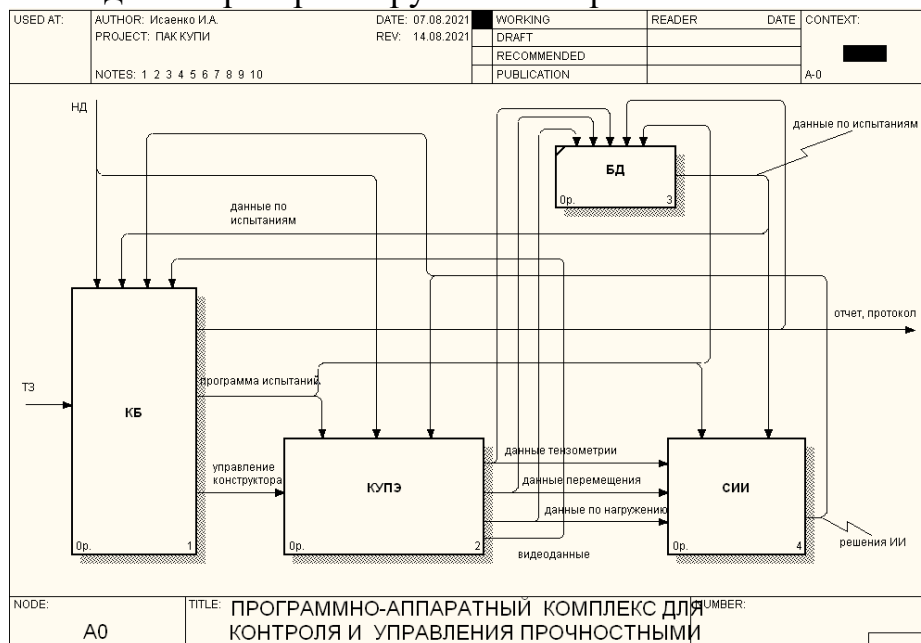 USED AT:
AUTHOR: Исаенко И.А.
DATE: 07.08.2021
WORKING
READER
DATE
CONTEXT:
PROJECT: ПАК КУПИ
REV: 14.08.2021
DRAFT
RECOMMENDED
NOTES: 1 2 3 4 5 6 7 8 9 10
PUBLICATION
A-0
НД
данные по испытаниям
БД
0р.
3
данные по
испытаниям
отчет, протокол
ТЗ
программа испытаний
КБ
0р.
1
управление
конструктора
КУПЭ
0р.
2
данные тензометрии
данные перемещения
данные по нагружению
видеоданные
СИИ
0р.
4
решения ИИ
NODE:
A0
TITLE:
ПРОГРАММНО-АППАРАТНЫЙ КОМПЛЕКС ДЛЯ
КОНТРОЛЯ И УПРАВЛЕНИЯ ПРОЧНОСТНЫМИ
NUMBER: